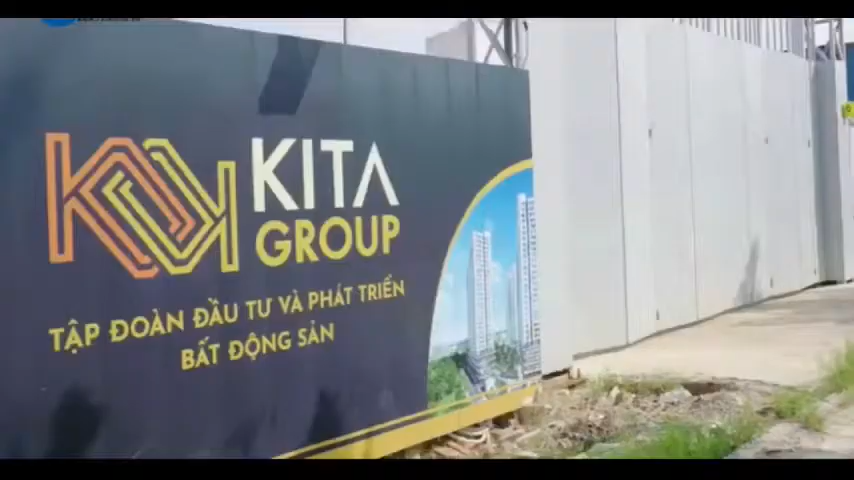 KITA
GROUP
TẬP ĐOÀN ĐẦU TƯ VÀ PHÁT TRIỂN
BẤT ĐỘNG SẢN